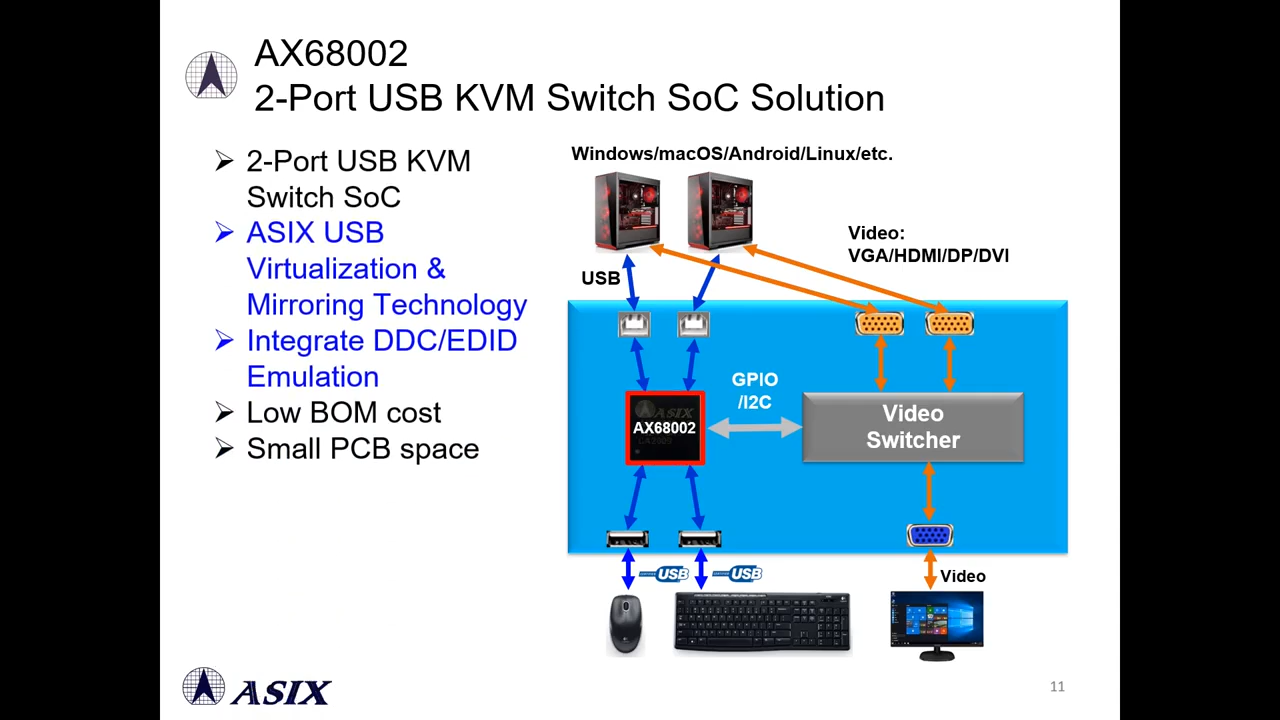 AX68002
2-Port USB KVM Switch SoC Solution
➢ 2-Port USB KVM
Switch SoC
➢ ASIX USB
Virtualization &
Mirroring Technology
➢ Integrate DDC/EDID
Emulation
➢ Low BOM cost
➢ Small PCB space
Windows/macOS/Android/Linux/etc.
Video:
VGA/HDMI/DP/DVI
USB
GPIO
/I2C
ASIX
AX68002
Video
Switcher
USB
USB
Video
ASIX
11